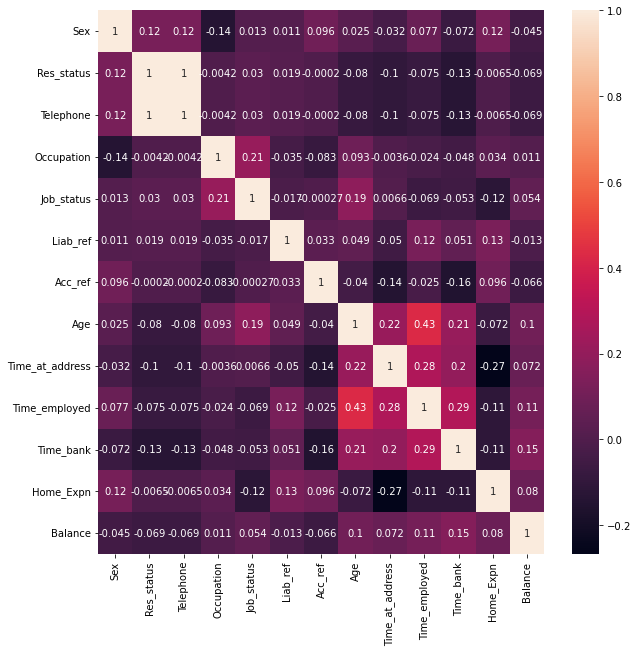 Sex 1 0.12 0.12 -0.14 0.013 0.011 0.096 0.025 -0.032 0.077 -0.072 0.12 -0.045
Res_status 0.12 1 1 -0.0042 0.03 0.019 -0.0002 -0.08 -0.1 -0.075 -0.13 -0.0065 -0.069
Telephone 0.12 1 1 -0.0042 0.03 0.019 -0.0002 -0.08 -0.1 -0.075 -0.13 -0.0065 -0.069
Occupation -0.14 -0.0042 -0.0042 1 0.21 -0.035 -0.083 0.093 -0.0036 -0.024 -0.048 0.034 0.011
Job_status 0.013 0.03 0.03 0.21 1 -0.017 -0.00027 0.19 0.0066 -0.069 -0.053 -0.12 0.054
Liab_ref 0.011 0.019 0.019 -0.035 -0.017 1 0.033 0.049 -0.05 0.12 0.051 0.13 -0.013
Acc_ref 0.096 -0.0002 -0.0002 -0.083 -0.00027 0.033 1 -0.04 -0.14 -0.025 -0.16 0.096 -0.066
Age 0.025 -0.08 -0.08 0.093 0.19 0.049 -0.04 1 0.22 0.43 0.21 -0.072 0.1
Time_at_address -0.032 -0.1 -0.1 -0.0036 0.0066 -0.05 -0.14 0.22 1 0.28 0.2 -0.27 0.072
Time_employed 0.077 -0.075 -0.075 -0.024 -0.069 0.12 -0.025 0.43 0.28 1 0.29 -0.11 0.11
Time_bank -0.072 -0.13 -0.13 -0.048 -0.053 0.051 -0.16 0.21 0.2 0.29 1 -0.11 0.15
Home_Expn 0.12 -0.0065 -0.0065 0.034 -0.12 0.13 0.096 -0.072 -0.27 -0.11 -0.11 1 0.08
Balance -0.045 -0.069 -0.069 0.011 0.054 -0.013 -0.066 0.1 0.072 0.11 0.15 0.08 1
Sex
Res_status
Telephone
Occupation
Job_status
Liab_ref
Acc_ref
Age
Time_at_address
Time_employed
Time_bank
Home_Expn
Balance
1.0
0.8
0.6
0.4
0.2
0.0
−0.2